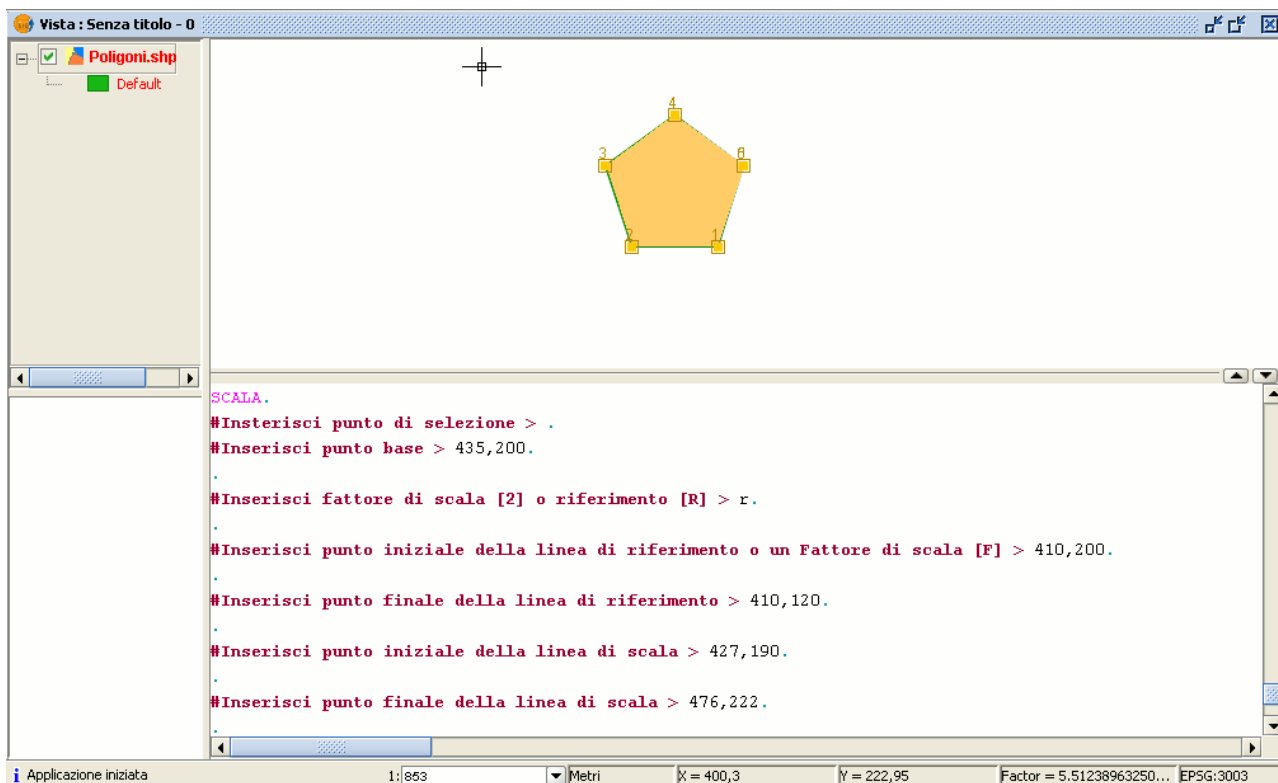 Vista : Senza titolo - 0
Poligoni.shp
Default
4
3
2
1
SCALA.
#Insterisci punto di selezione > .
#Inserisci punto base > 435,200.
.
#Inserisci fattore di scala [2] o riferimento [R] > r.
.
#Inserisci punto iniziale della linea di riferimento o un Fattore di scala [F] > 410,200.
.
#Inserisci punto finale della linea di riferimento > 410,120.
.
#Inserisci punto iniziale della linea di scala > 427,190.
.
#Inserisci punto finale della linea di scala > 476,222.
.
Applicazione iniziata 1: 853 Metri X = 400,3 Y = 222,95 Factor = 5.51238963250... EPSG:3003